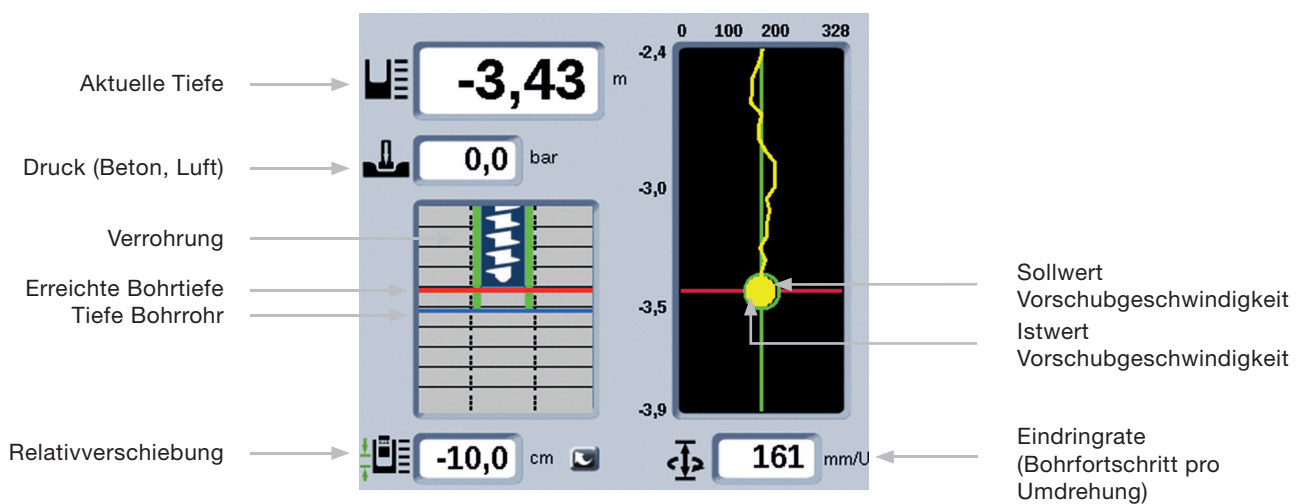 0 100 200 328
-2,4
Aktuelle Tiefe
-3,43 m
Druck (Beton, Luft)
0,0 bar
-3,0
Verrohrung
Erreichte Bohrtiefe
Tiefe Bohrrohr
-3,5
Sollwert
Vorschubgeschwindigkeit
Istwert
Vorschubgeschwindigkeit
-3,9
Relativverschiebung
-10,0 cm
161 mm/U
Eindringrate
(Bohrfortschritt pro
Umdrehung)